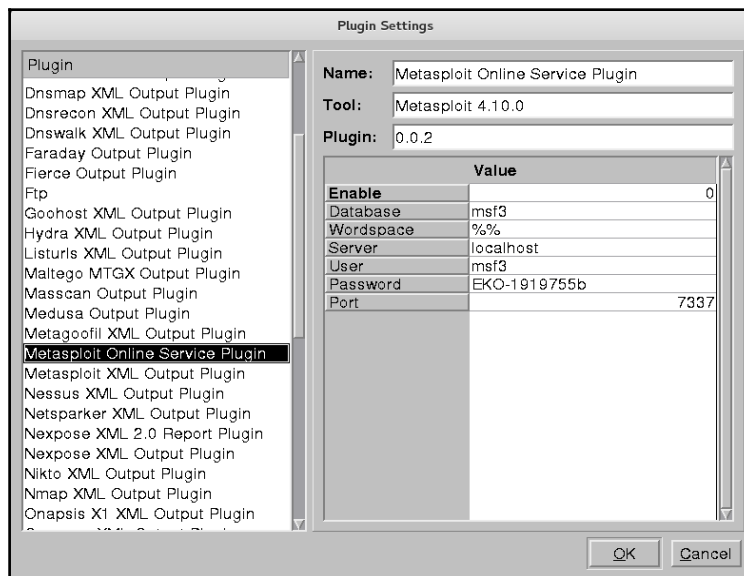 Plugin Settings
Plugin
Dnsmap XML Output Plugin
Dnsrecon XML Output Plugin
Dnswalk XML Output Plugin
Faraday Output Plugin
Fierce Output Plugin
Ftp
Goohost XML Output Plugin
Hydra XML Output Plugin
Listurls XML Output Plugin
Maltego MTGX Output Plugin
Masscan Output Plugin
Medusa Output Plugin
Metagoofil XML Output Plugin
Metasploit Online Service Plugin
Metasploit XML Output Plugin
Nessus XML Output Plugin
Netsparker XML Output Plugin
Nexpose XML 2.0 Report Plugin
Nexpose XML Output Plugin
Nikto XML Output Plugin
Nmap XML Output Plugin
Onapsis X1 XML Output Plugin
Name: Metasploit Online Service Plugin
Tool: Metasploit 4.10.0
Plugin: 0.0.2
Value
Enable 0
Database msf3
Wordspace %%
Server localhost
User msf3
Password EKO-1919755b
Port 7337
OK Cancel